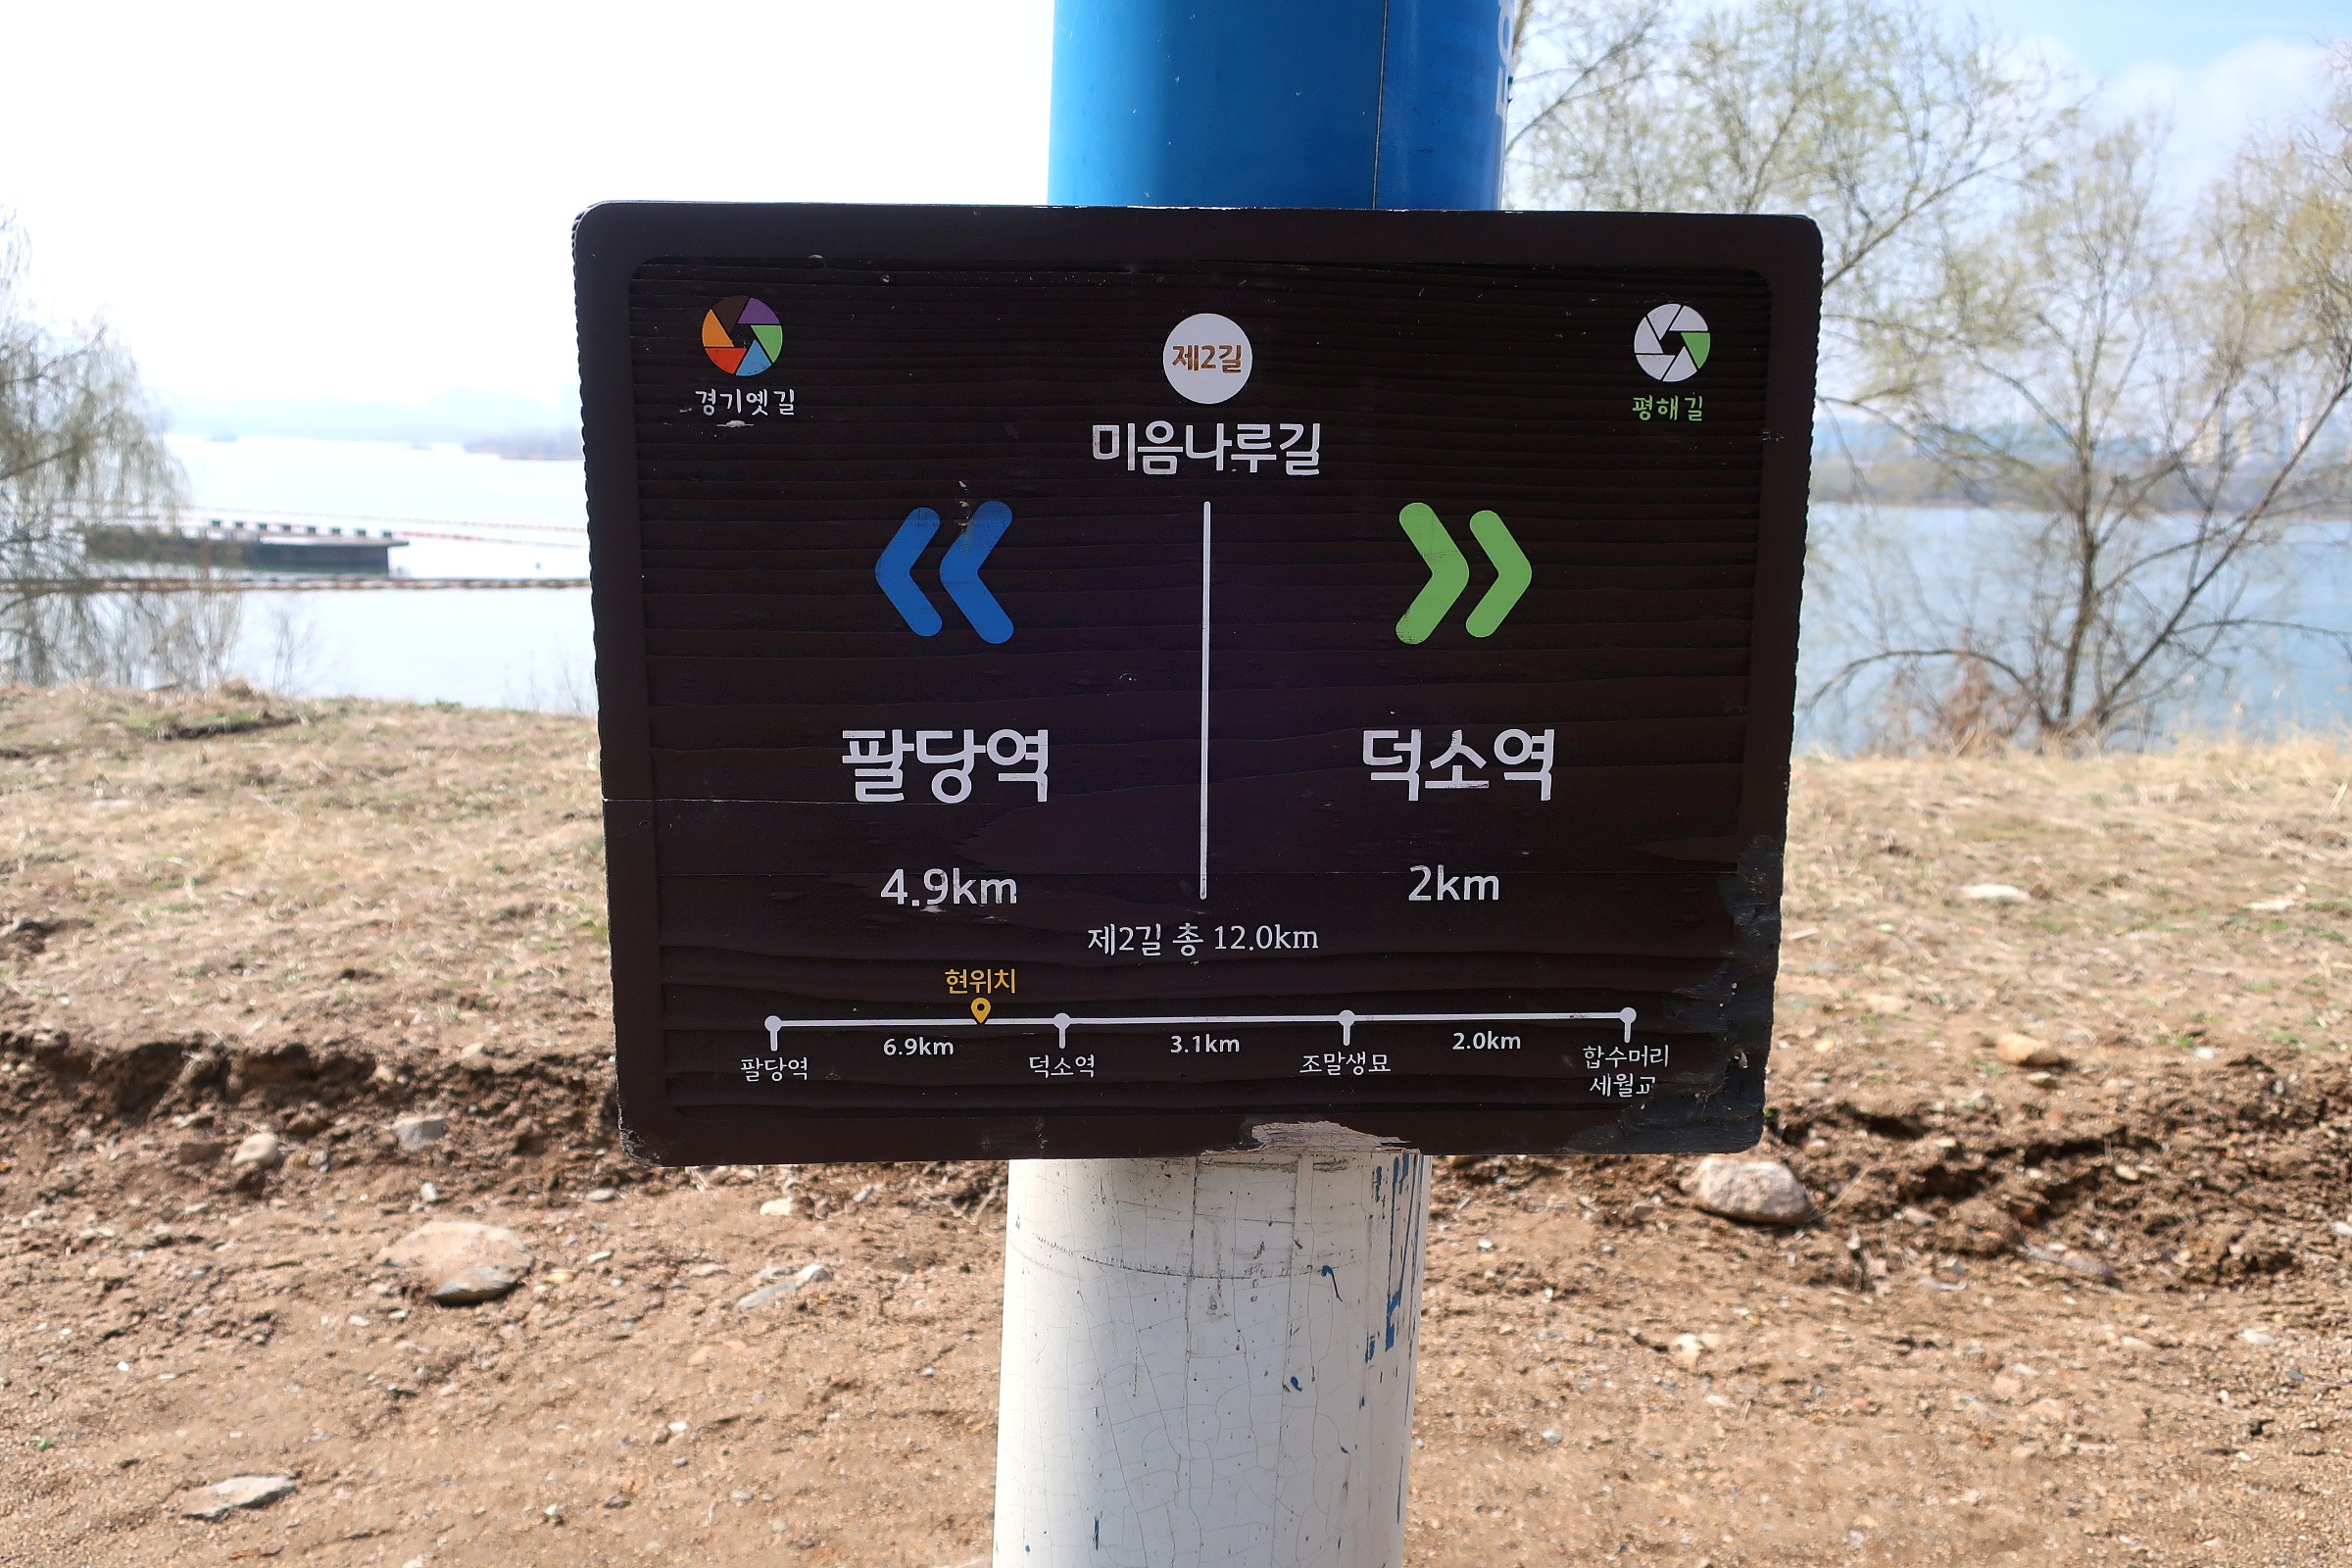 제2길
경기옛길
평해길
미음나루길
팔당역
덕소역
4.9km
2km
제2길 총 12.0km
현위치
6.9km
3.1km
2.0km
팔당역
덕소역
조말생묘
합수머리
세월교